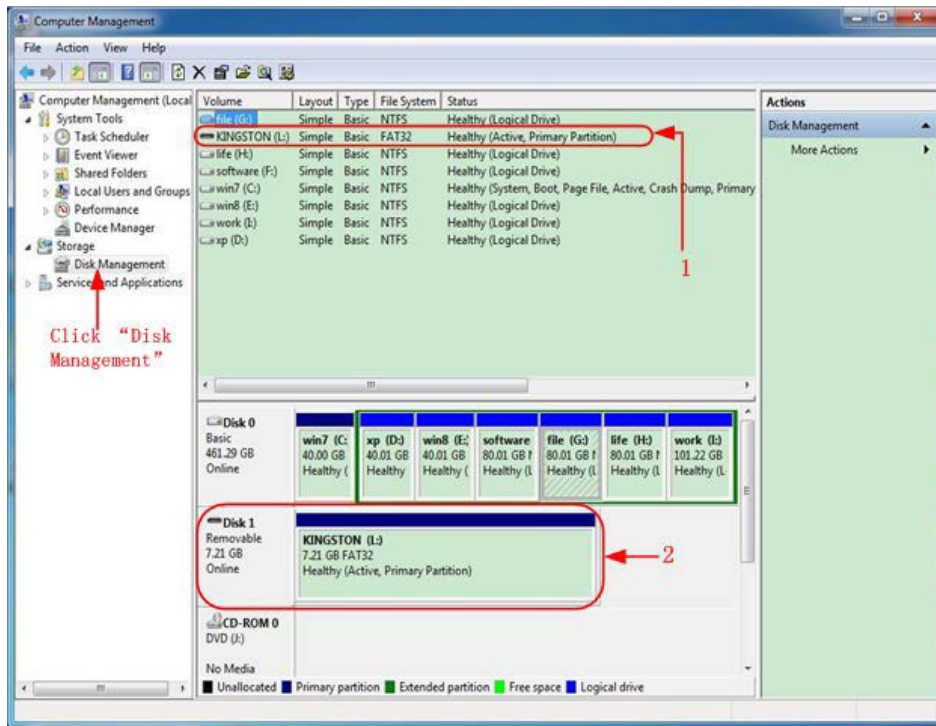 Computer Management
File Action View Help
Computer Management (Local
System Tools
Task Scheduler
Event Viewer
Shared Folders
Local Users and Groups
Performance
Device Manager
Storage
Disk Management
Services and Applications
Click “Disk
Management”
Volume Layout Type File System Status
file (G:) Simple Basic NTFS Healthy (Logical Drive)
KINGSTON (L:) Simple Basic FAT32 Healthy (Active, Primary Partition)
life (H:) Simple Basic NTFS Healthy (Logical Drive)
software (F:) Simple Basic NTFS Healthy (Logical Drive)
win7 (C:) Simple Basic NTFS Healthy (System, Boot, Page File, Active, Crash Dump, Primary
win8 (E:) Simple Basic NTFS Healthy (Logical Drive)
work (I:) Simple Basic NTFS Healthy (Logical Drive)
xp (D:) Simple Basic NTFS Healthy (Logical Drive)
1
Disk 0
Basic
461.29 GB
Online
win7 (C:
40.00 GB
Healthy (
xp (D:)
40.01 GB
Healthy
win8 (E:
40.01 GB
Healthy (
software
80.01 GB N
Healthy (L
file (G:)
80.01 GB N
Healthy (L
life (H:)
80.01 GB N
Healthy (L
work (I:)
101.22 GB
Healthy (L
Disk 1
Removable
7.21 GB
Online
KINGSTON (L:)
7.21 GB FAT32
Healthy (Active, Primary Partition)
2
CD-ROM 0
DVD (J:)
No Media
Unallocated Primary partition Extended partition Free space Logical drive
Actions
Disk Management
More Actions